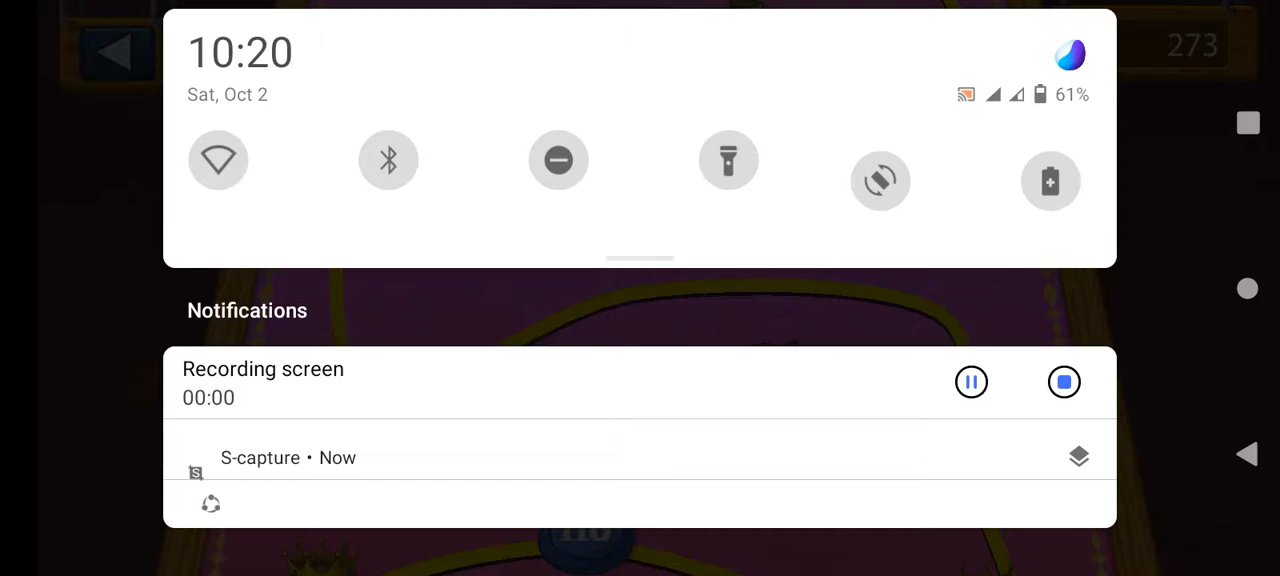 10:20
273
Sat, Oct 2
61%
Notifications
Recording screen
00:00
S-capture • Now
S